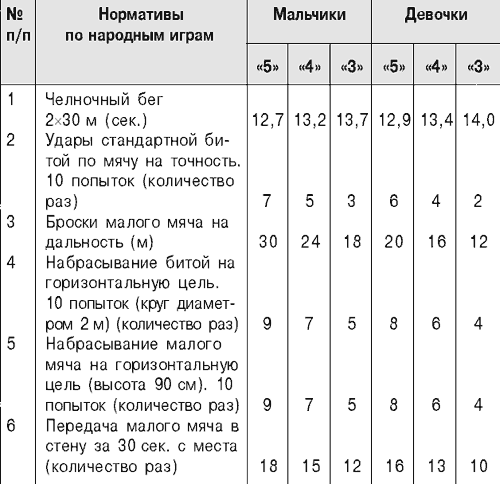 № Нормативы Мальчики Девочки
п/п по народным играм
«5» «4» «3» «5» «4» «3»
1 Челночный бег
2×30 м (сек.) 12,7 13,2 13,7 12,9 13,4 14,0
2 Удары стандартной би-
той по мячу на точность.
10 попыток (количество
раз) 7 5 3 6 4 2
3 Броски малого мяча на
дальность (м) 30 24 18 20 16 12
4 Набрасывание битой на
горизонтальную цель.
10 попыток (круг диамет-
ром 2 м) (количество раз) 9 7 5 8 6 4
5 Набрасывание малого
мяча на горизонтальную
цель (высота 90 см). 10
попыток (количество раз) 9 7 5 8 6 4
6 Передача малого мяча в
стену за 30 сек. с места
(количество раз) 18 15 12 16 13 10